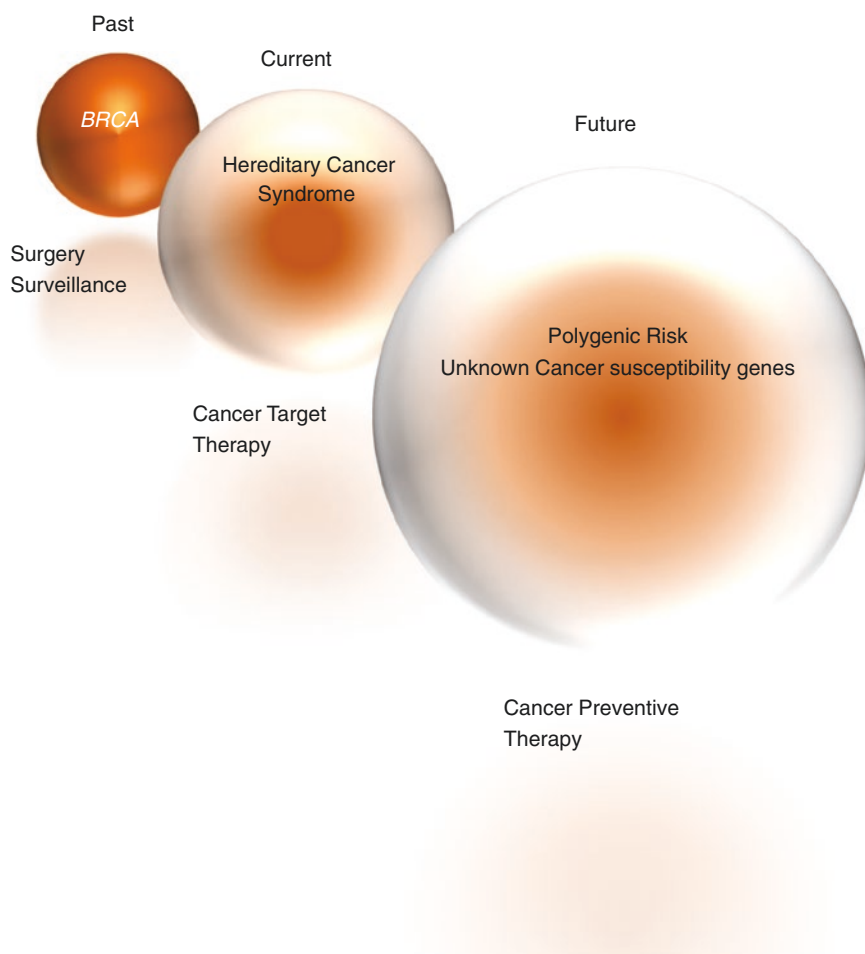 Past
BRCA
Surgery
Surveillance
Current
Hereditary Cancer
Syndrome
Cancer Target
Therapy
Future
Polygenic Risk
Unknown Cancer susceptibility genes
Cancer Preventive
Therapy